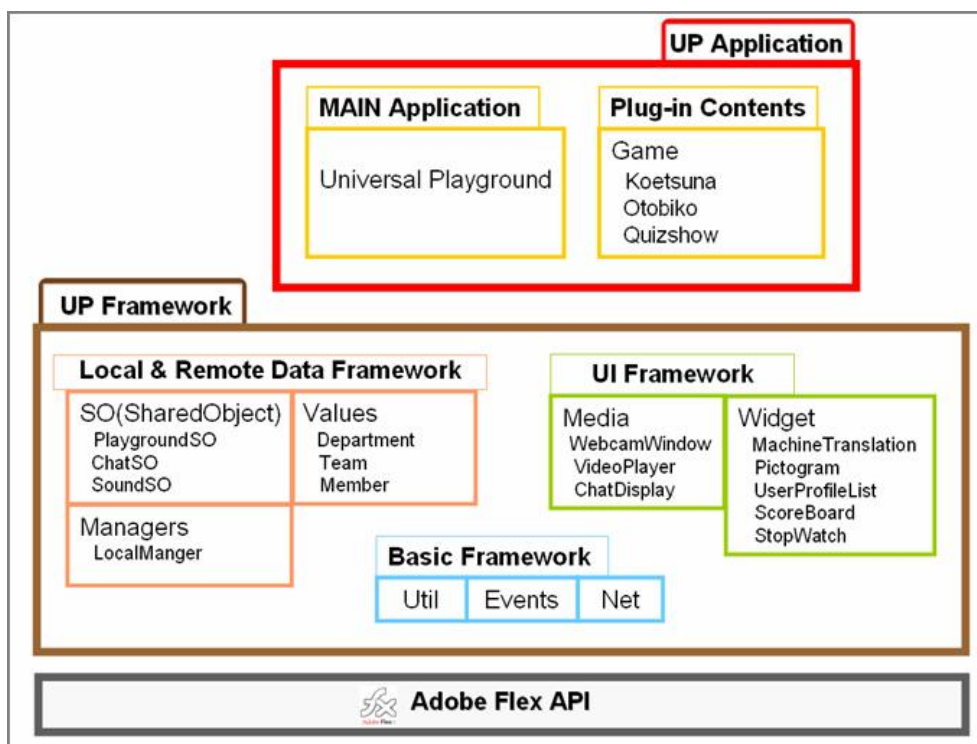 UP Application
MAIN Application
Universal Playground
Plug-in Contents
Game
Koetsuna
Otobiko
Quizshow
UP Framework
Local & Remote Data Framework
SO(SharedObject)
PlaygroundSO
ChatSO
SoundSO
Values
Department
Team
Member
Managers
LocalManger
UI Framework
Media
WebcamWindow
VideoPlayer
ChatDisplay
Widget
MachineTranslation
Pictogram
UserProfileList
ScoreBoard
StopWatch
Basic Framework
Util
Events
Net
Adobe Flex API